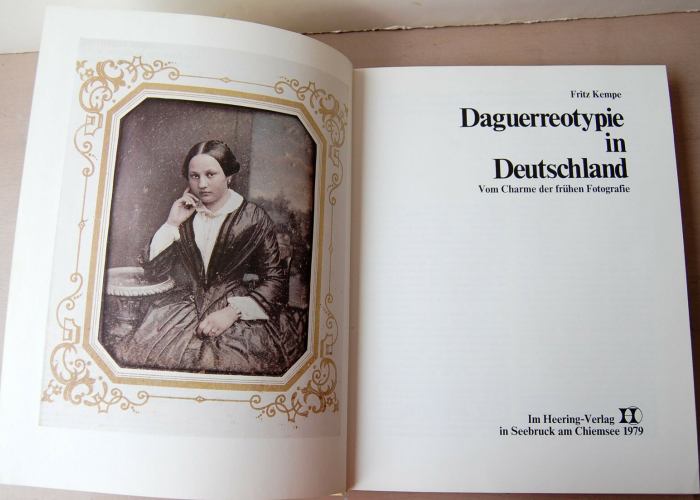 Fritz Kempe
Daguerreotypie
in
Deutschland
Vom Charme der frühen Fotografie
Im Heering-Verlag H
in Seebruck am Chiemsee 1979